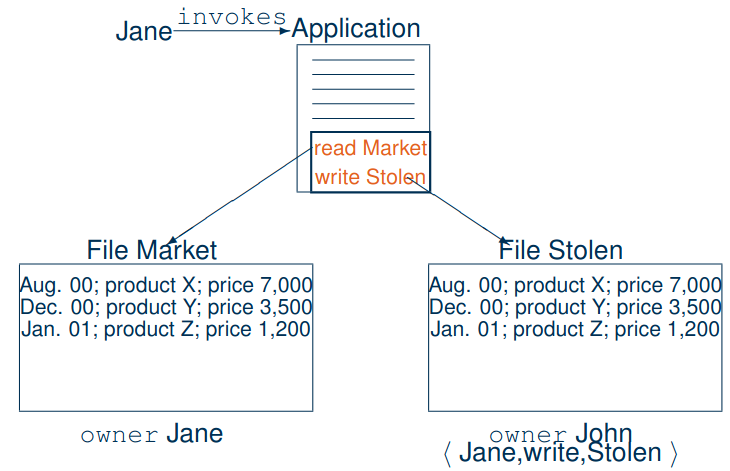 invokes
Jane Application
read Market
write Stolen
File Market
Aug. 00; product X; price 7,000
Dec. 00; product Y; price 3,500
Jan. 01; product Z; price 1,200
owner Jane
File Stolen
Aug. 00; product X; price 7,000
Dec. 00; product Y; price 3,500
Jan. 01; product Z; price 1,200
owner John
⟨ Jane,write,Stolen ⟩